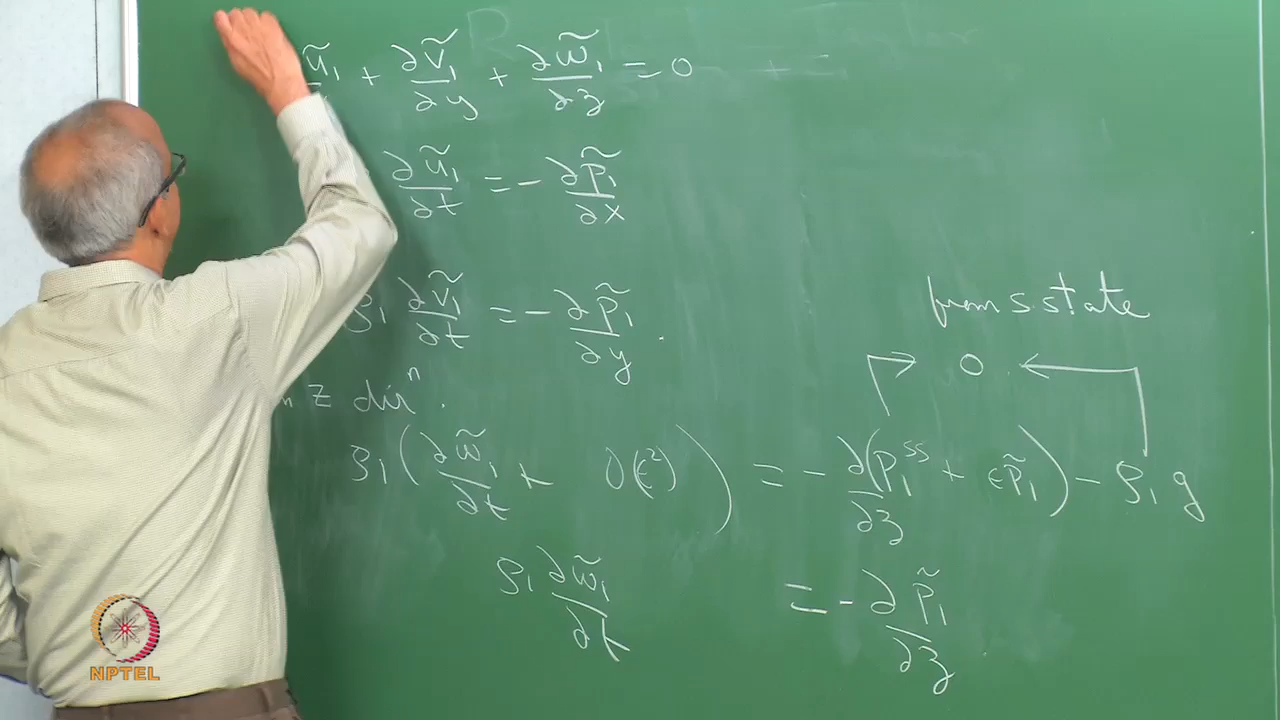 ũ₁ + ∂ṽ₁/∂y + ∂w̃₁/∂z = 0
∂ũ₁/∂t = - ∂p̃₁/∂x
ρ₁ ∂ṽ₁/∂t = - ∂p̃₁/∂y .
from s state
0
z dirⁿ .
ρ₁ ( ∂w̃₁/∂t + O(ε²) ) = - ∂(p₁ˢˢ + εp̃₁)/∂z - ρ₁ g
ρ₁ ∂w̃₁/∂t = - ∂p̃₁/∂z
NPTEL